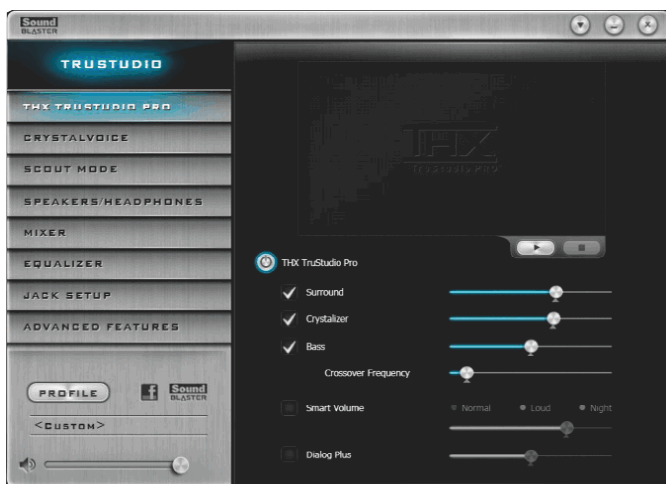 Sound
BLASTER
TRUSTUDIO
THX TRUSTUDIO PRO
CRYSTALVOICE
SCOUT MODE
SPEAKERS/HEADPHONES
MIXER
EQUALIZER
JACK SETUP
ADVANCED FEATURES
PROFILE
f
Sound
BLASTER
<CUSTOM>
THX
TruStudio PRO
THX TruStudio Pro
Surround
Crystalizer
Bass
Crossover Frequency
Smart Volume
Normal
Loud
Night
Dialog Plus